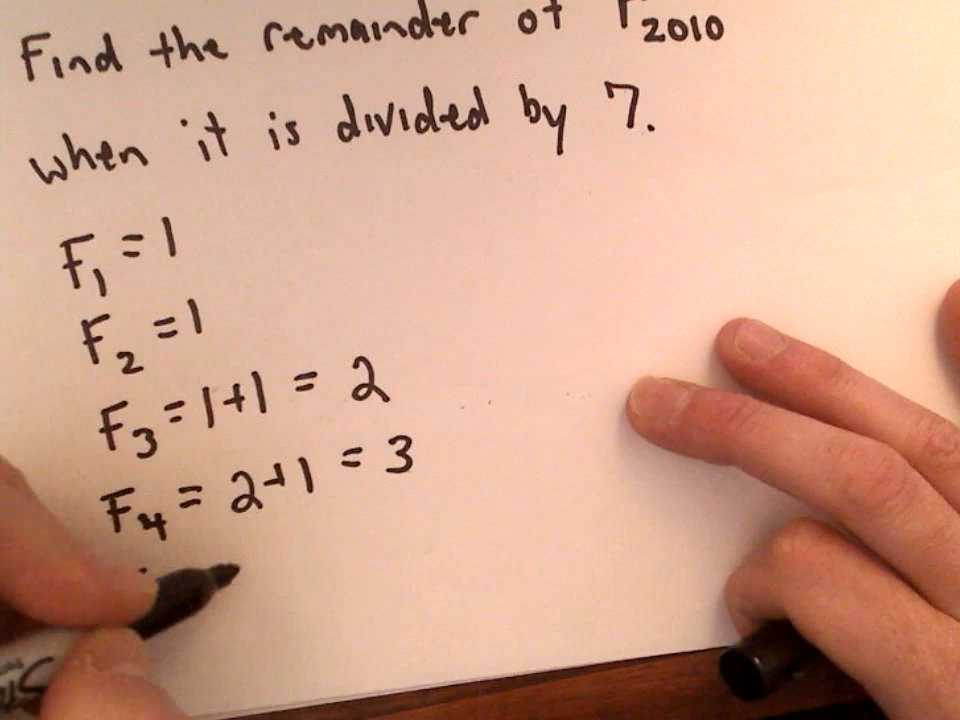 Find the remainder of F2010
when it is divided by 7.
F1 = 1
F2 = 1
F3 = 1+1 = 2
F4 = 2+1 = 3